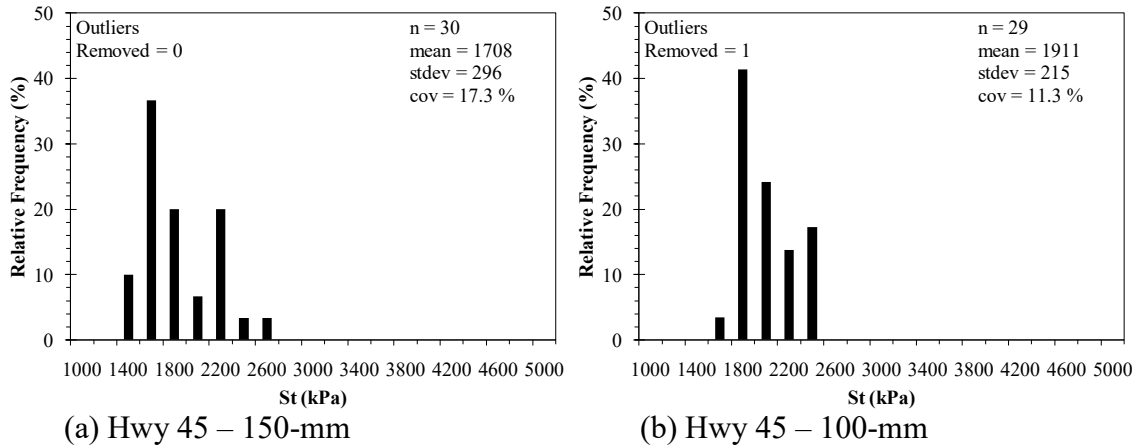 Outliers
Removed = 0
n = 30
mean = 1708
stdev = 296
cov = 17.3 %
50
40
30
20
10
0
Relative Frequency (%)
1000 1400 1800 2200 2600 3000 3400 3800 4200 4600 5000
St (kPa)
(a) Hwy 45 – 150-mm
Outliers
Removed = 1
n = 29
mean = 1911
stdev = 215
cov = 11.3 %
50
40
30
20
10
0
Relative Frequency (%)
1000 1400 1800 2200 2600 3000 3400 3800 4200 4600 5000
St (kPa)
(b) Hwy 45 – 100-mm